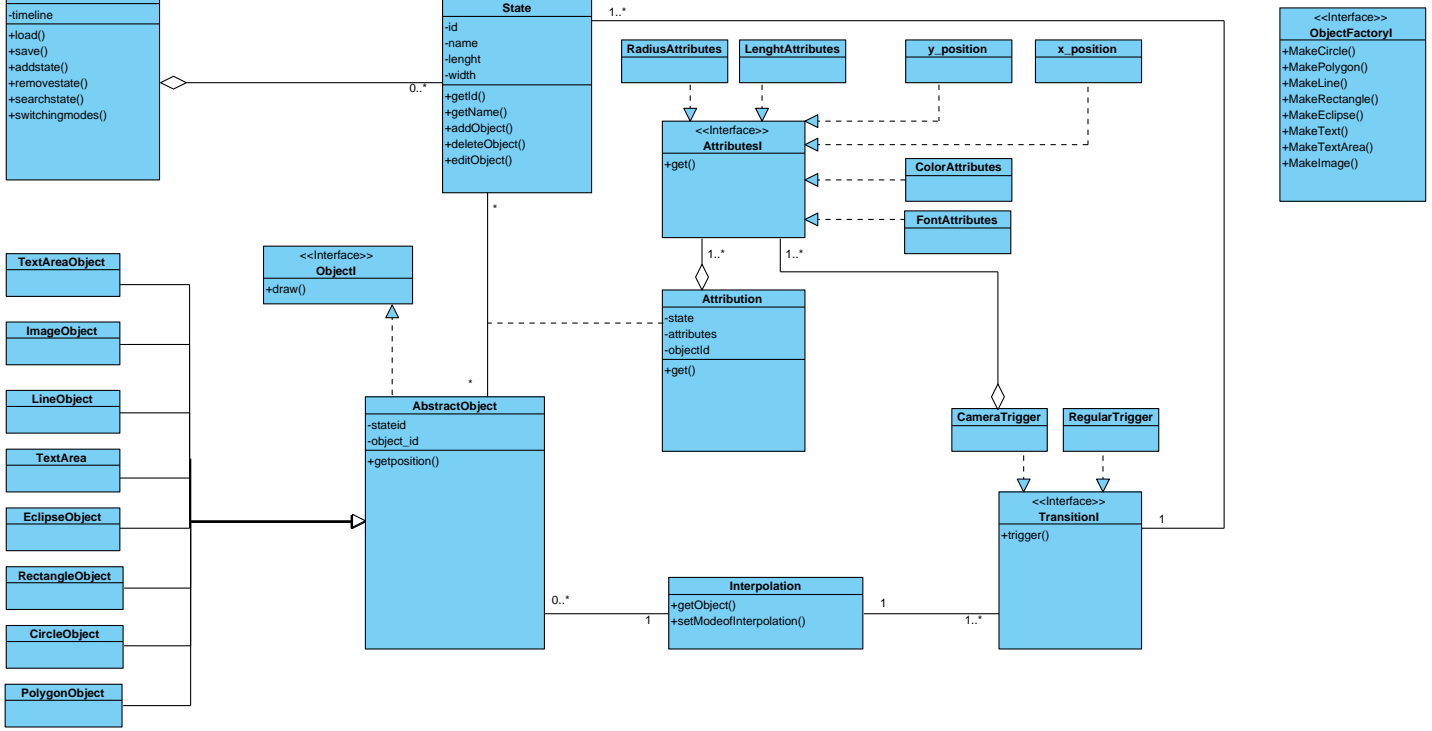 -timeline
+load()
+save()
+addstate()
+removestate()
+searchstate()
+switchingmodes()
0..*
State
-id
-name
-lenght
-width
+getId()
+getName()
+addObject()
+deleteObject()
+editObject()
1..*
*
RadiusAttributes
LenghtAttributes
y_position
x_position
<<Interface>>
AttributesI
+get()
ColorAttributes
FontAttributes
1..*
1..*
<<Interface>>
ObjectFactoryI
+MakeCircle()
+MakePolygon()
+MakeLine()
+MakeRectangle()
+MakeEclipse()
+MakeText()
+MakeTextArea()
+MakeImage()
TextAreaObject
ImageObject
LineObject
TextArea
EclipseObject
RectangleObject
CircleObject
PolygonObject
<<Interface>>
ObjectI
+draw()
Attribution
-state
-attributes
-objectId
+get()
*
AbstractObject
-stateid
-object_id
+getposition()
CameraTrigger
RegularTrigger
<<Interface>>
TransitionI
+trigger()
1
0..*
1
Interpolation
+getObject()
+setModeofInterpolation()
1
1..*